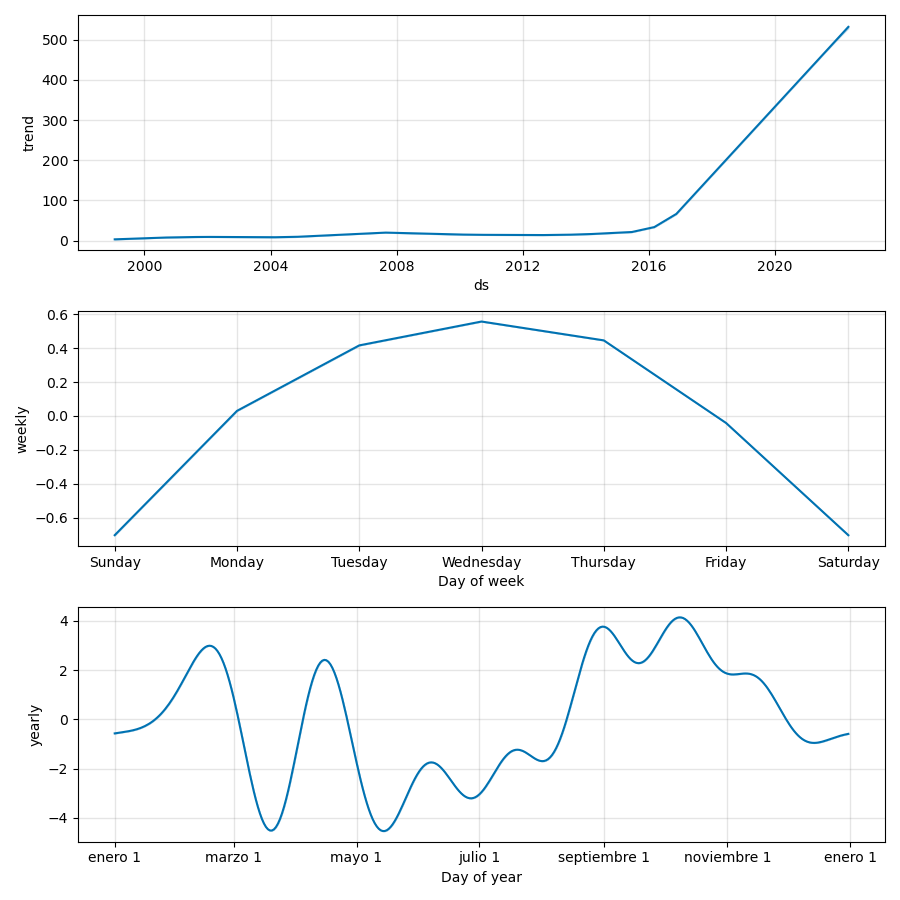 500
400
300
200
100
0
trend
2000 2004 2008 2012 2016 2020
ds
0.6
0.4
0.2
0.0
−0.2
−0.4
−0.6
weekly
Sunday Monday Tuesday Wednesday Thursday Friday Saturday
Day of week
4
2
0
−2
−4
yearly
enero 1 marzo 1 mayo 1 julio 1 septiembre 1 noviembre 1 enero 1
Day of year